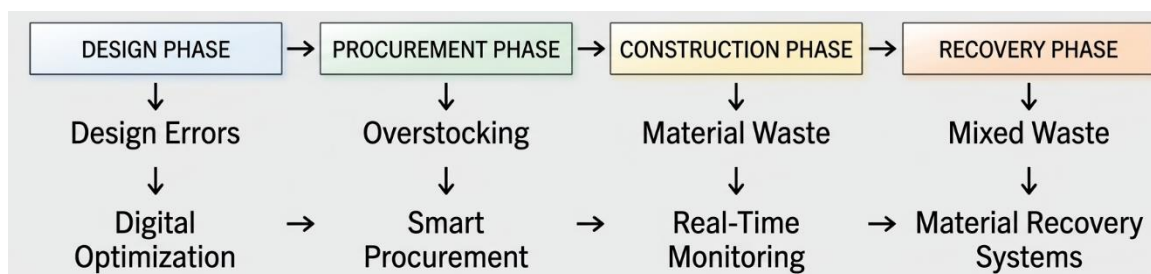 DESIGN PHASE → PROCUREMENT PHASE → CONSTRUCTION PHASE → RECOVERY PHASE
↓ ↓ ↓ ↓
Design Errors Overstocking Material Waste Mixed Waste
↓ ↓ ↓ ↓
Digital → Smart → Real-Time → Material Recovery
Optimization Procurement Monitoring Systems